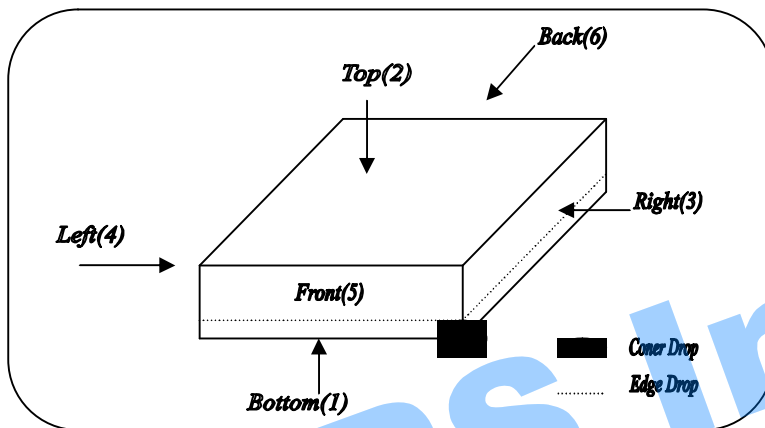 Back(6)
Top(2)
Right(3)
Left(4)
Front(5)
Coner Drop
Edge Drop
Bottom(1)